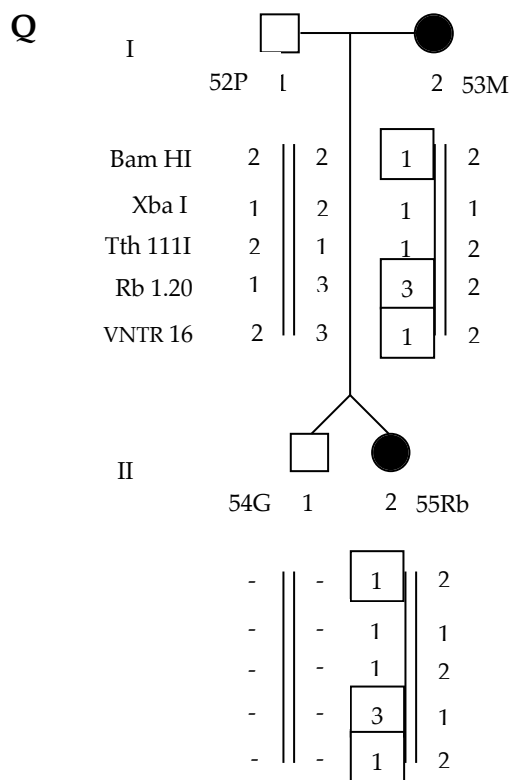 Q
I
52P 1 2 53M
Bam HI 2 2 1 2
Xba I 1 2 1 1
Tth 111I 2 1 1 2
Rb 1.20 1 3 3 2
VNTR 16 2 3 1 2
II
54G 1 2 55Rb
- - 1 2
- - 1 1
- - 1 2
- - 3 1
- - 1 2